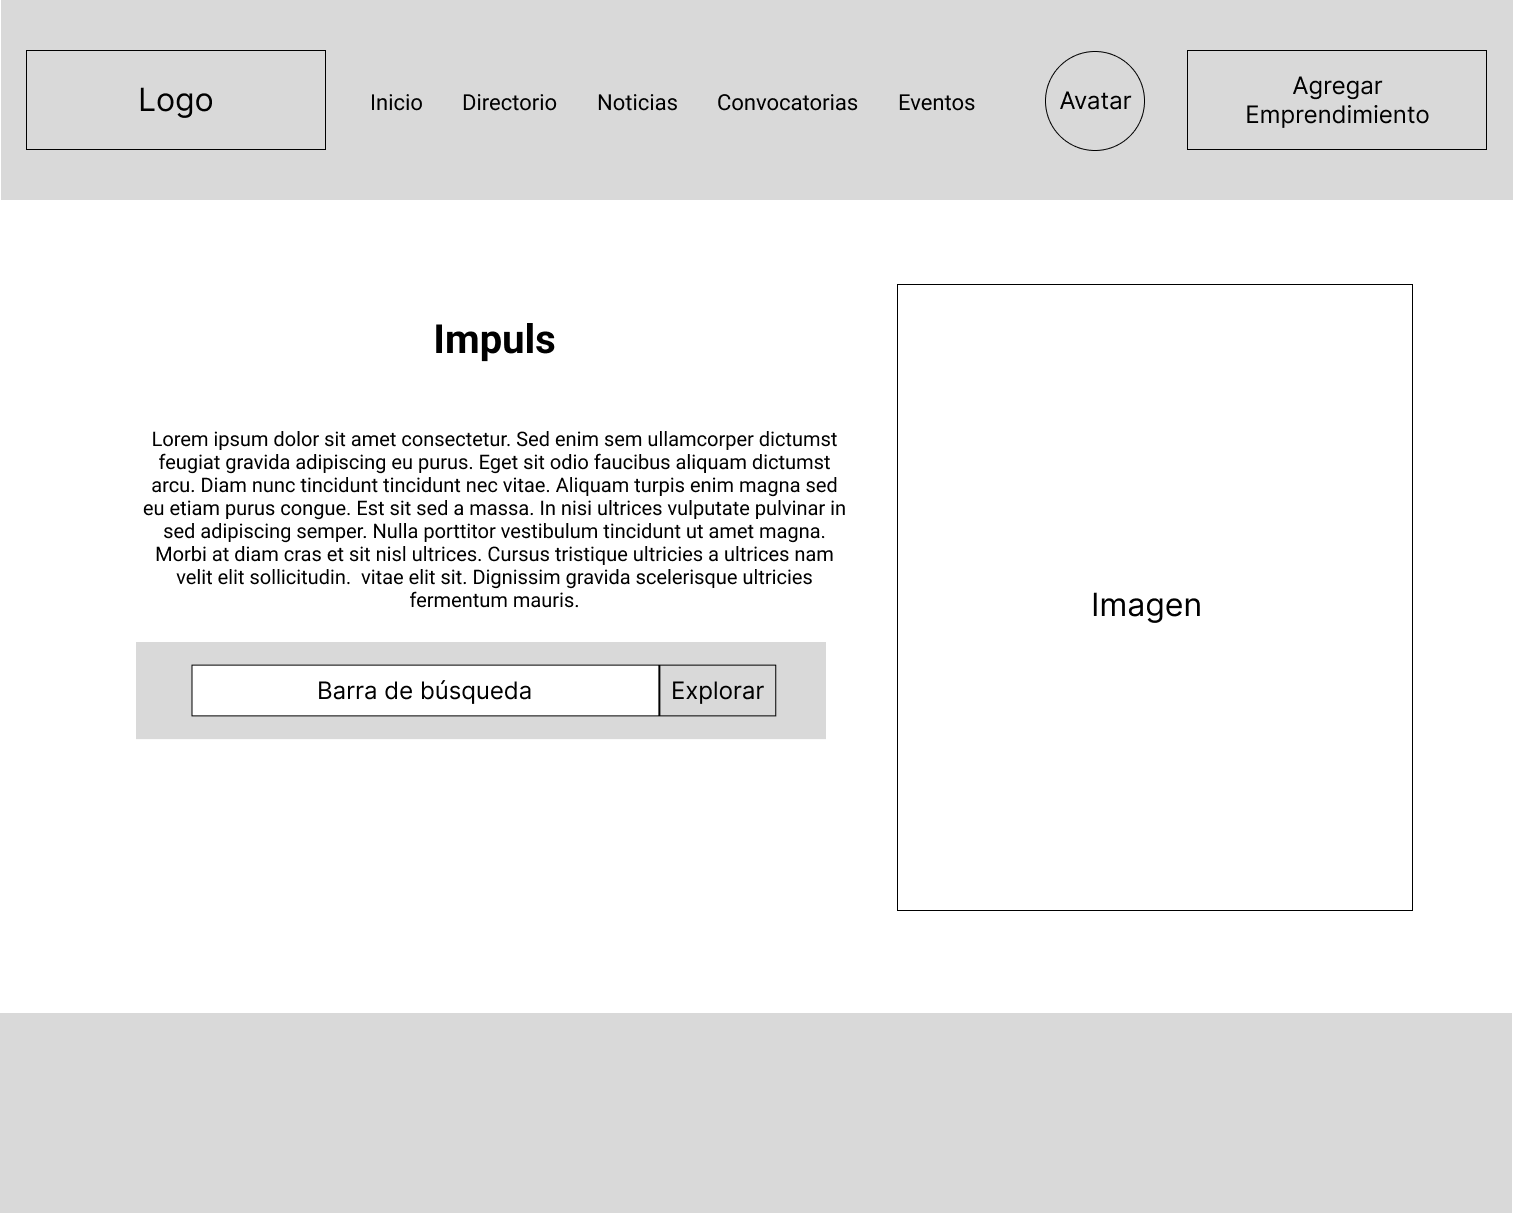 Logo
Inicio Directorio Noticias Convocatorias Eventos
Avatar
Agregar
Emprendimiento
Impuls
Lorem ipsum dolor sit amet consectetur. Sed enim sem ullamcorper dictumst
feugiat gravida adipiscing eu purus. Eget sit odio faucibus aliquam dictumst
arcu. Diam nunc tincidunt tincidunt nec vitae. Aliquam turpis enim magna sed
eu etiam purus congue. Est sit sed a massa. In nisi ultrices vulputate pulvinar in
sed adipiscing semper. Nulla porttitor vestibulum tincidunt ut amet magna.
Morbi at diam cras et sit nisl ultrices. Cursus tristique ultricies a ultrices nam
velit elit sollicitudin.  vitae elit sit. Dignissim gravida scelerisque ultricies
fermentum mauris.
Barra de búsqueda
Explorar
Imagen